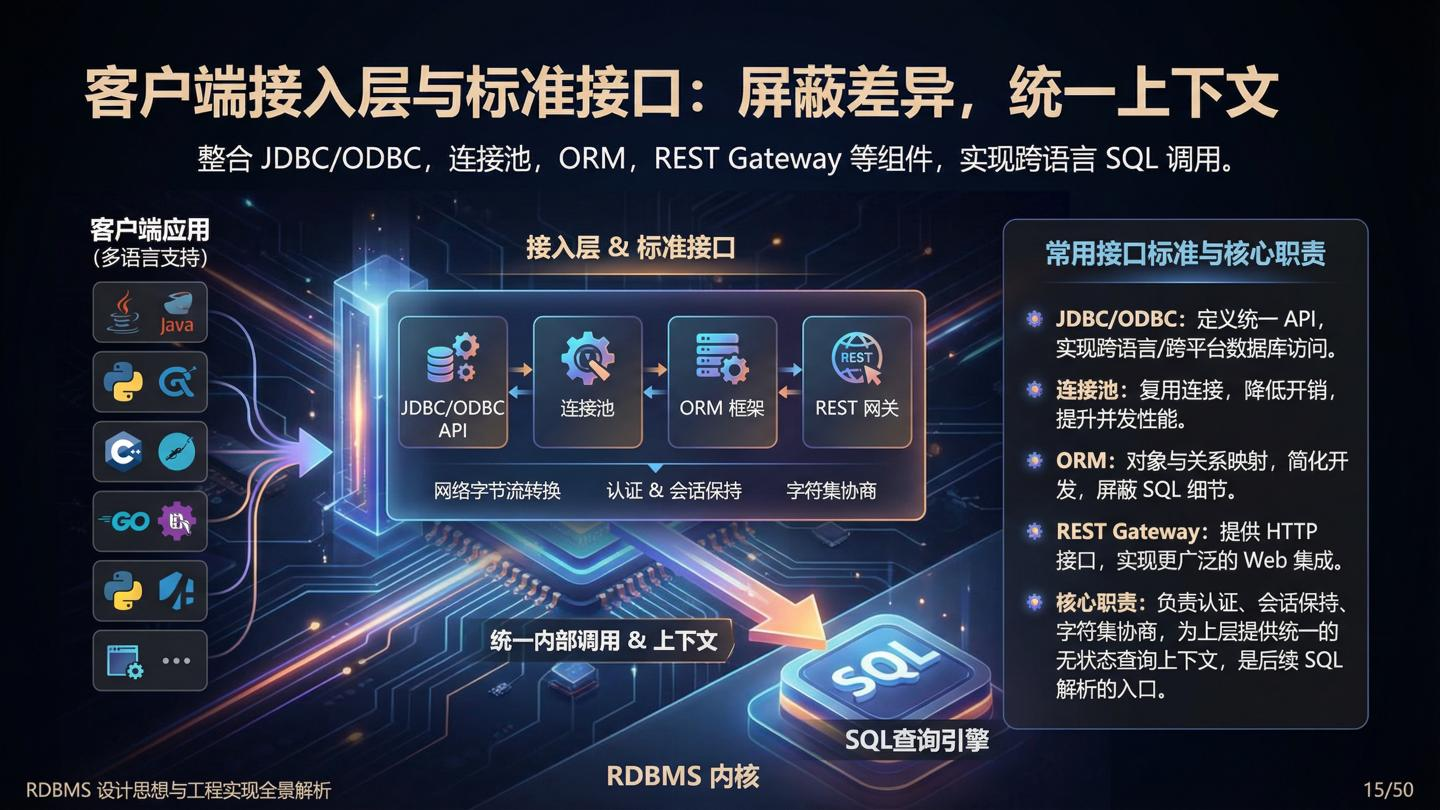 客户端接入层与标准接口：屏蔽差异，统一上下文
整合 JDBC/ODBC，连接池，ORM，REST Gateway 等组件，实现跨语言 SQL 调用。
客户端应用
(多语言支持)
Java
C++
GO
接入层 & 标准接口
JDBC/ODBC
API
连接池
ORM 框架
REST
REST 网关
网络字节流转换
认证 & 会话保持
字符集协商
统一内部调用 & 上下文
SQL
SQL查询引擎
RDBMS 内核
常用接口标准与核心职责
JDBC/ODBC：定义统一 API，
实现跨语言/跨平台数据库访问。
连接池：复用连接，降低开销，
提升并发性能。
ORM：对象与关系映射，简化开
发，屏蔽 SQL 细节。
REST Gateway：提供 HTTP
接口，实现更广泛的 Web 集成。
核心职责：负责认证、会话保持、
字符集协商，为上层提供统一的
无状态查询上下文，是后续 SQL
解析的入口。
RDBMS 设计思想与工程实现全景解析
15/50